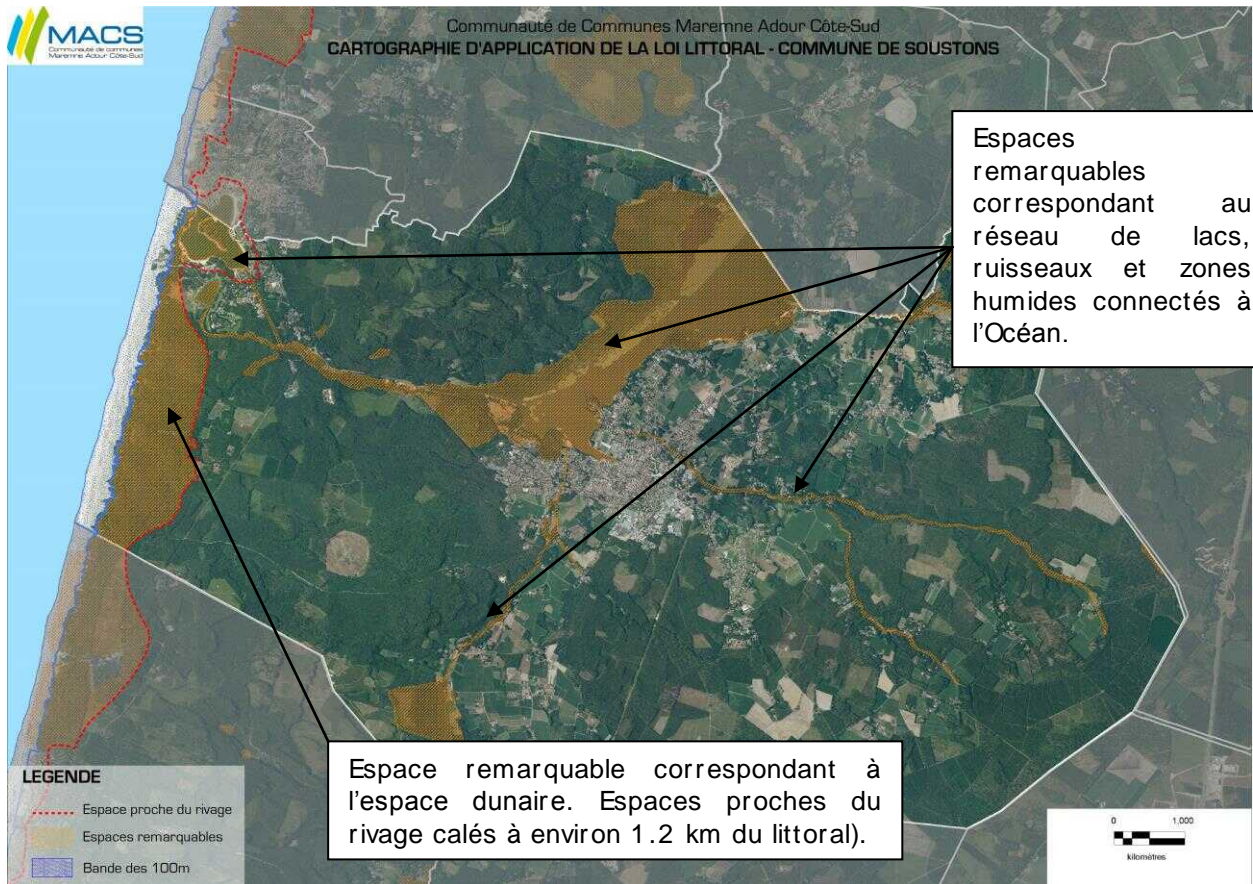 MACS
Communauté de communes
Maremne Adour Côte-Sud
Communauté de Communes Maremne Adour Côte-Sud
CARTOGRAPHIE D'APPLICATION DE LA LOI LITTORAL - COMMUNE DE SOUSTONS
Espaces
remarquables
correspondant au
réseau de lacs,
ruisseaux et zones
humides connectés à
l'Océan.
Espace remarquable correspondant à
l'espace dunaire. Espaces proches du
rivage calés à environ 1.2 km du littoral).
LEGENDE
Espace proche du rivage
Espaces remarquables
Bande des 100m
0 1,000
kilomètres